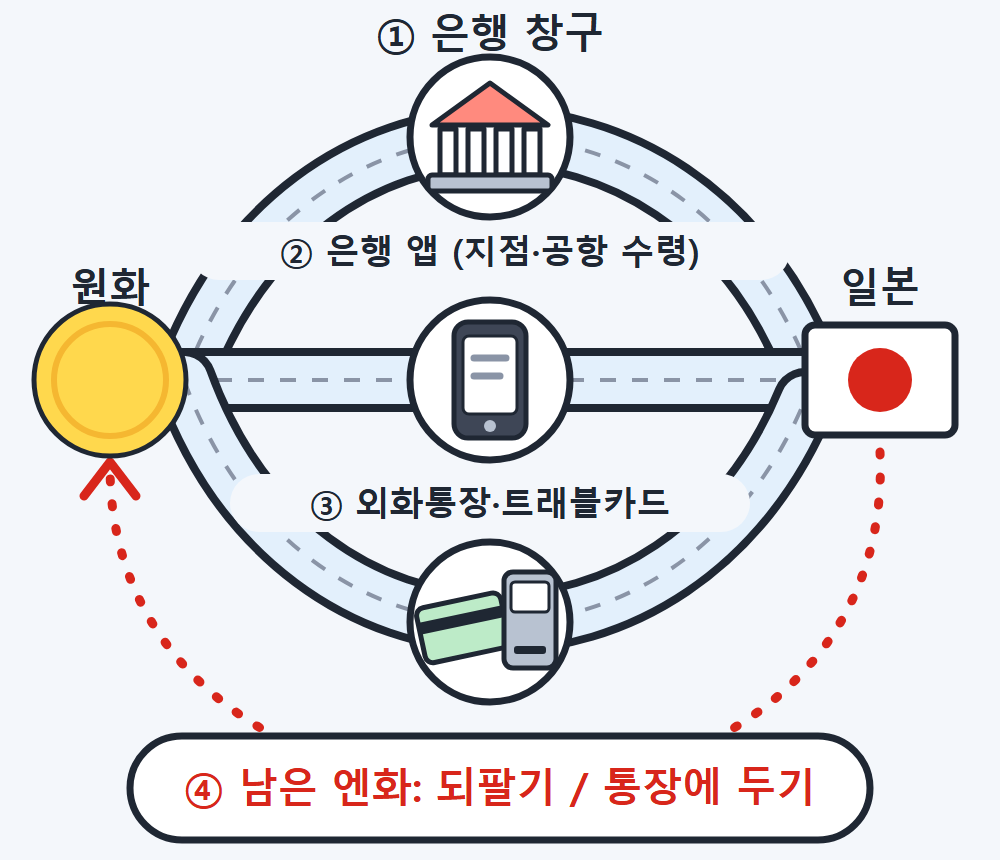 ① 은행 창구
② 은행 앱 (지점·공항 수령)
원화
일본
③ 외화통장·트래블카드
④ 남은 엔화: 되팔기 / 통장에 두기